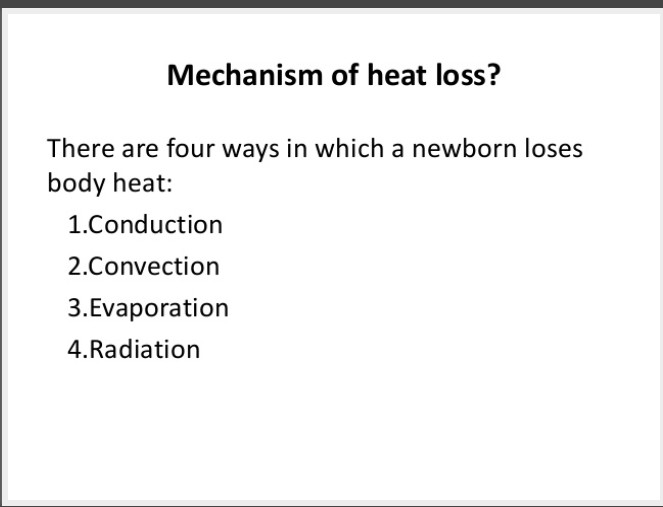 Mechanism of heat loss?
There are four ways in which a newborn loses
body heat:
1.Conduction
2.Convection
3.Evaporation
4.Radiation